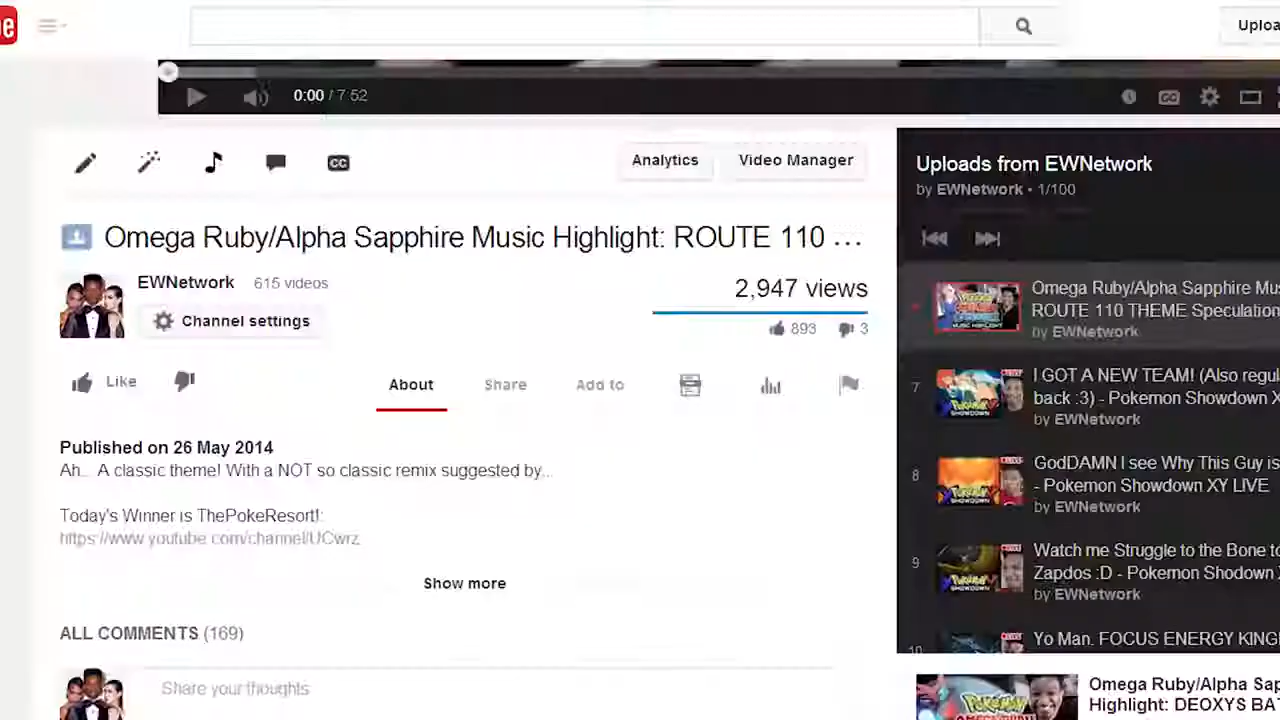 Uploa
0:00 / 7:52
Analytics
Video Manager
Omega Ruby/Alpha Sapphire Music Highlight: ROUTE 110 ...
EWNetwork 615 videos
Channel settings
2,947 views
893 3
Like
About
Share
Add to
Published on 26 May 2014
Ah... A classic theme! With a NOT so classic remix suggested by...
Today's Winner is ThePokeResort!:
https://www.youtube.com/channel/UCwrz
Show more
ALL COMMENTS (169)
Share your thoughts
Uploads from EWNetwork
by EWNetwork • 1/100
Omega Ruby/Alpha Sapphire Mus
ROUTE 110 THEME Speculation
by EWNetwork
7
I GOT A NEW TEAM! (Also regul
back :3) - Pokemon Showdown X
by EWNetwork
8
GodDAMN I see Why This Guy is
- Pokemon Showdown XY LIVE
by EWNetwork
9
Watch me Struggle to the Bone to
Zapdos :D - Pokemon Shodown X
by EWNetwork
10
Yo Man. FOCUS ENERGY KING
Omega Ruby/Alpha Sap
Highlight: DEOXYS BAT